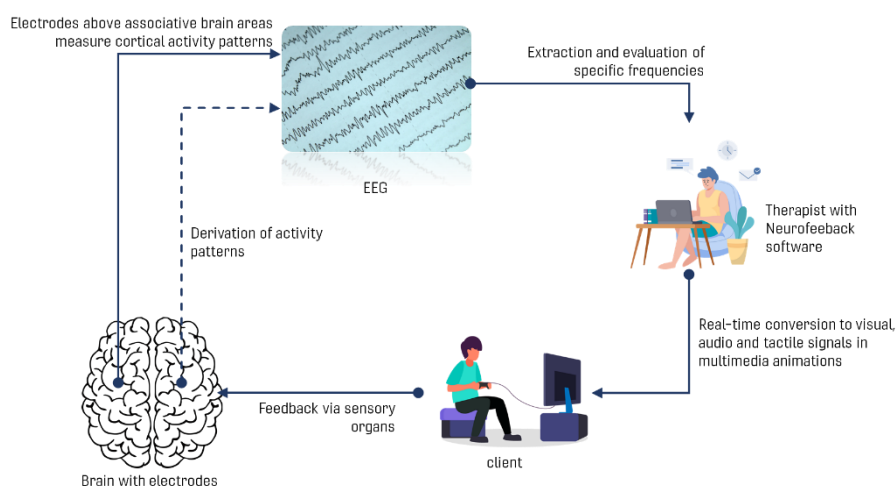 Electrodes above associative brain areas
measure cortical activity patterns
Extraction and evaluation of
specific frequencies
EEG
Therapist with
Neurofeeback
software
Derivation of activity
patterns
Real-time conversion to visual,
audio and tactile signals in
multimedia animations
Feedback via sensory
organs
client
Brain with electrodes